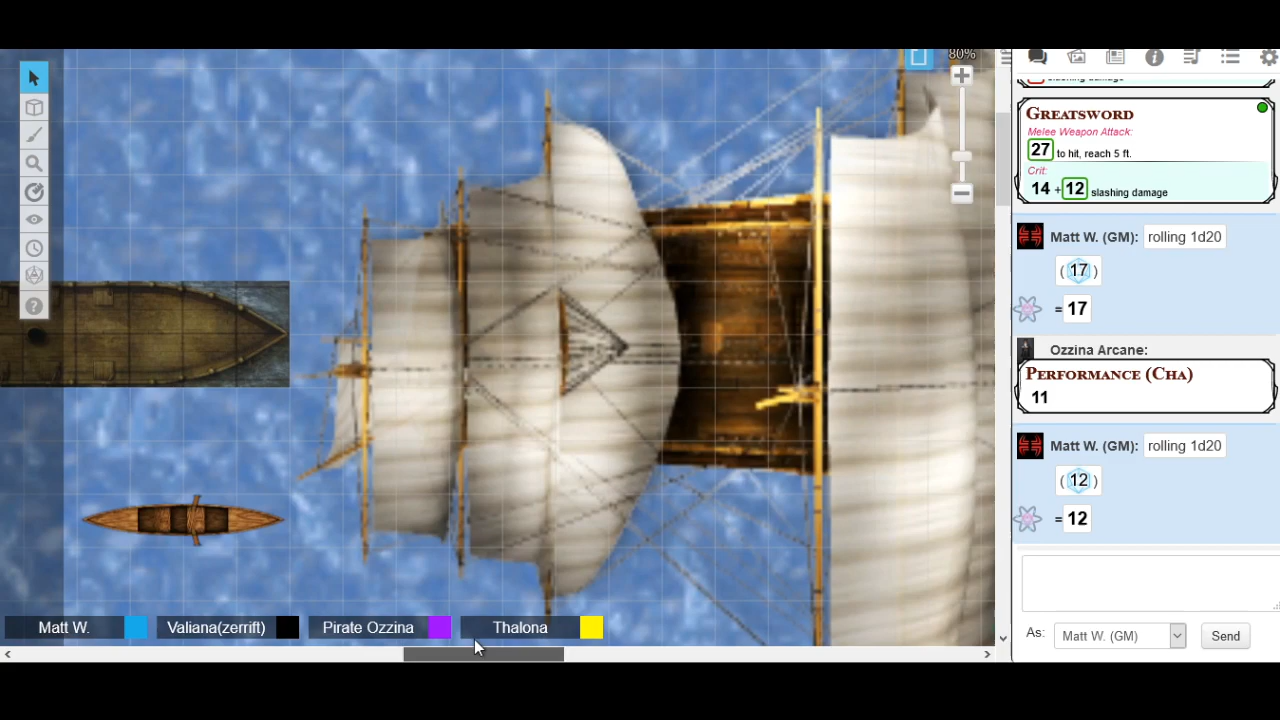 80%
slashing damage
GREATSWORD
Melee Weapon Attack:
27 to hit, reach 5 ft.
Crit:
14 + 12 slashing damage
Matt W. (GM): rolling 1d20
(17)
= 17
Ozzina Arcane:
PERFORMANCE (CHA)
11
Matt W. (GM): rolling 1d20
(12)
= 12
As: Matt W. (GM) Send
Matt W. Valiana(zerrift) Pirate Ozzina Thalona